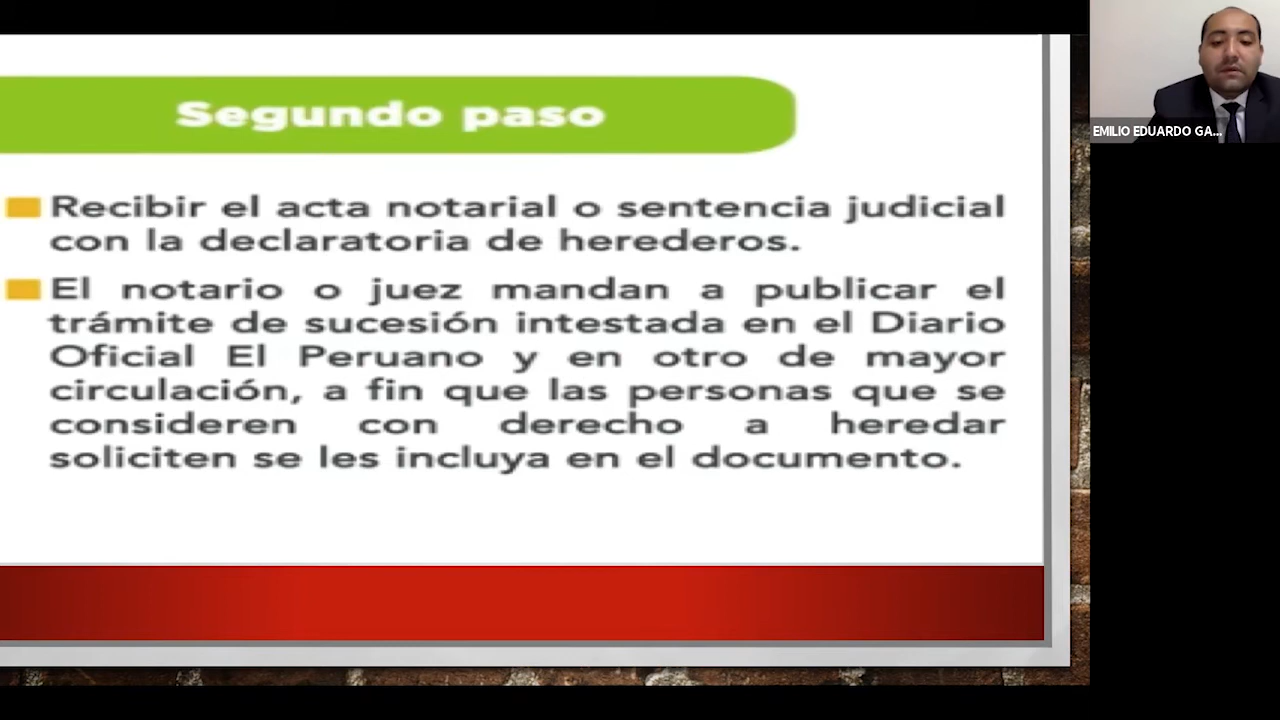 Segundo paso
Recibir el acta notarial o sentencia judicial
con la declaratoria de herederos.
El notario o juez mandan a publicar el
trámite de sucesión intestada en el Diario
Oficial El Peruano y en otro de mayor
circulación, a fin que las personas que se
consideren con derecho a heredar
soliciten se les incluya en el documento.
EMILIO EDUARDO GA...